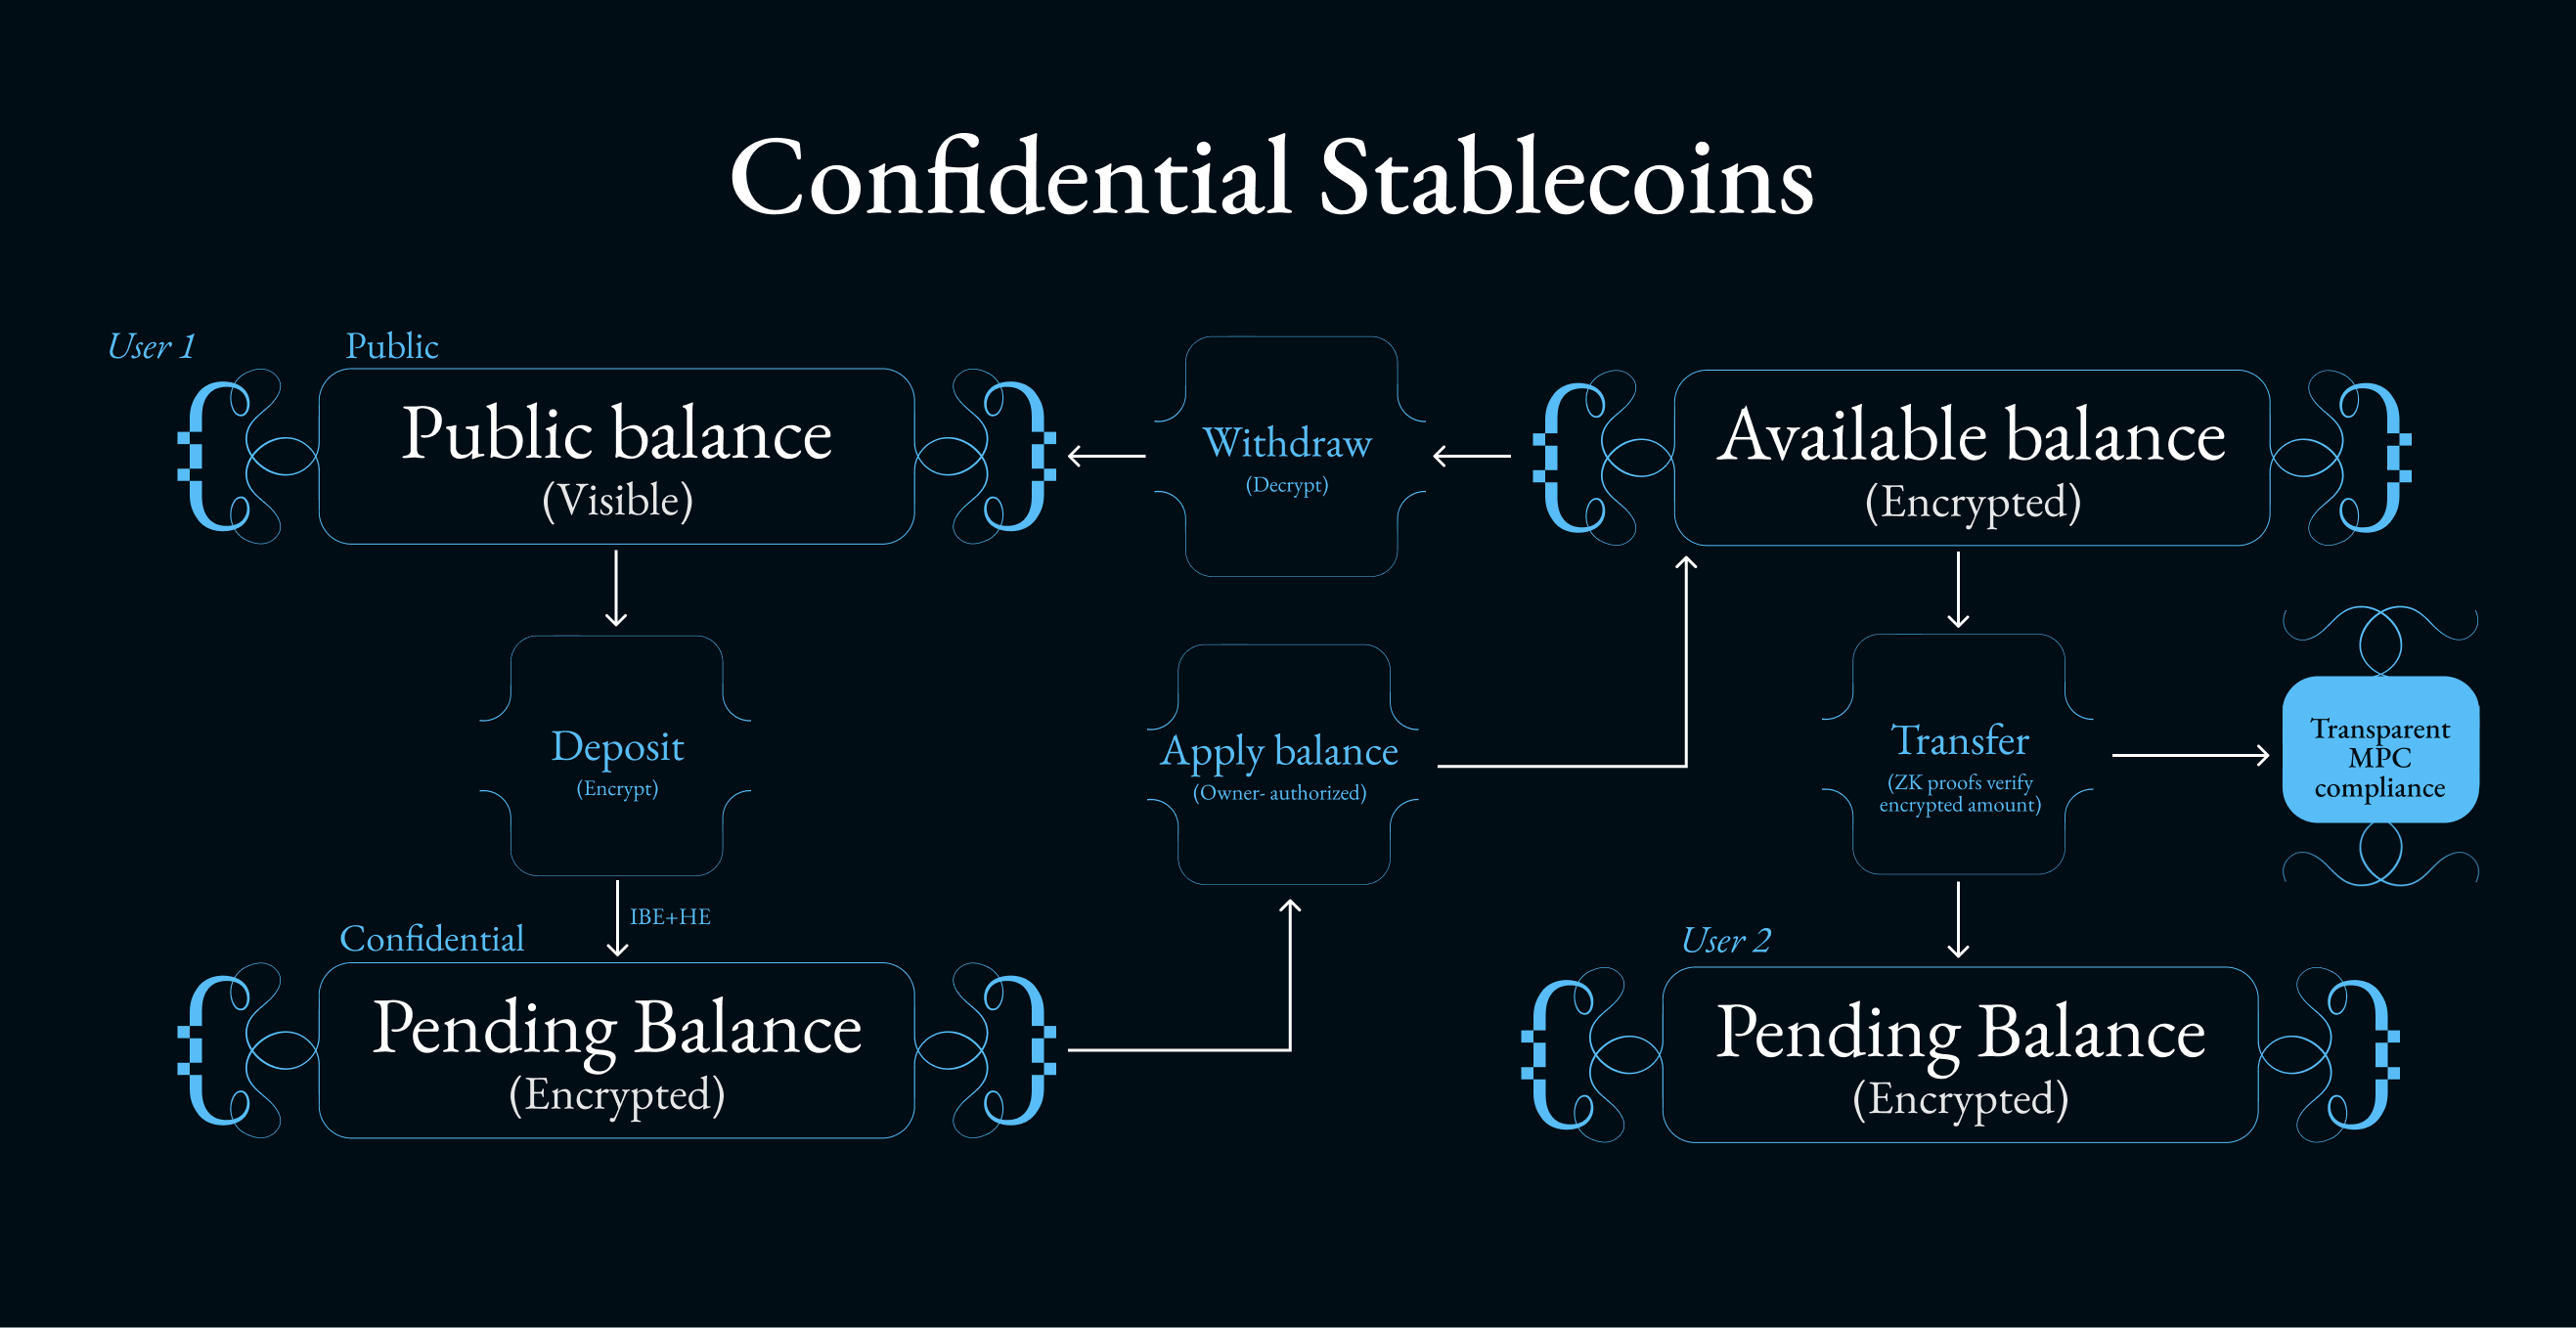 Confidential Stablecoins
User 1
Public
Public balance
(Visible)
Withdraw
(Decrypt)
Available balance
(Encrypted)
Deposit
(Encrypt)
Apply balance
(Owner- authorized)
Transfer
(ZK proofs verify
encrypted amount)
Transparent
MPC
compliance
IBE+HE
Confidential
Pending Balance
(Encrypted)
User 2
Pending Balance
(Encrypted)